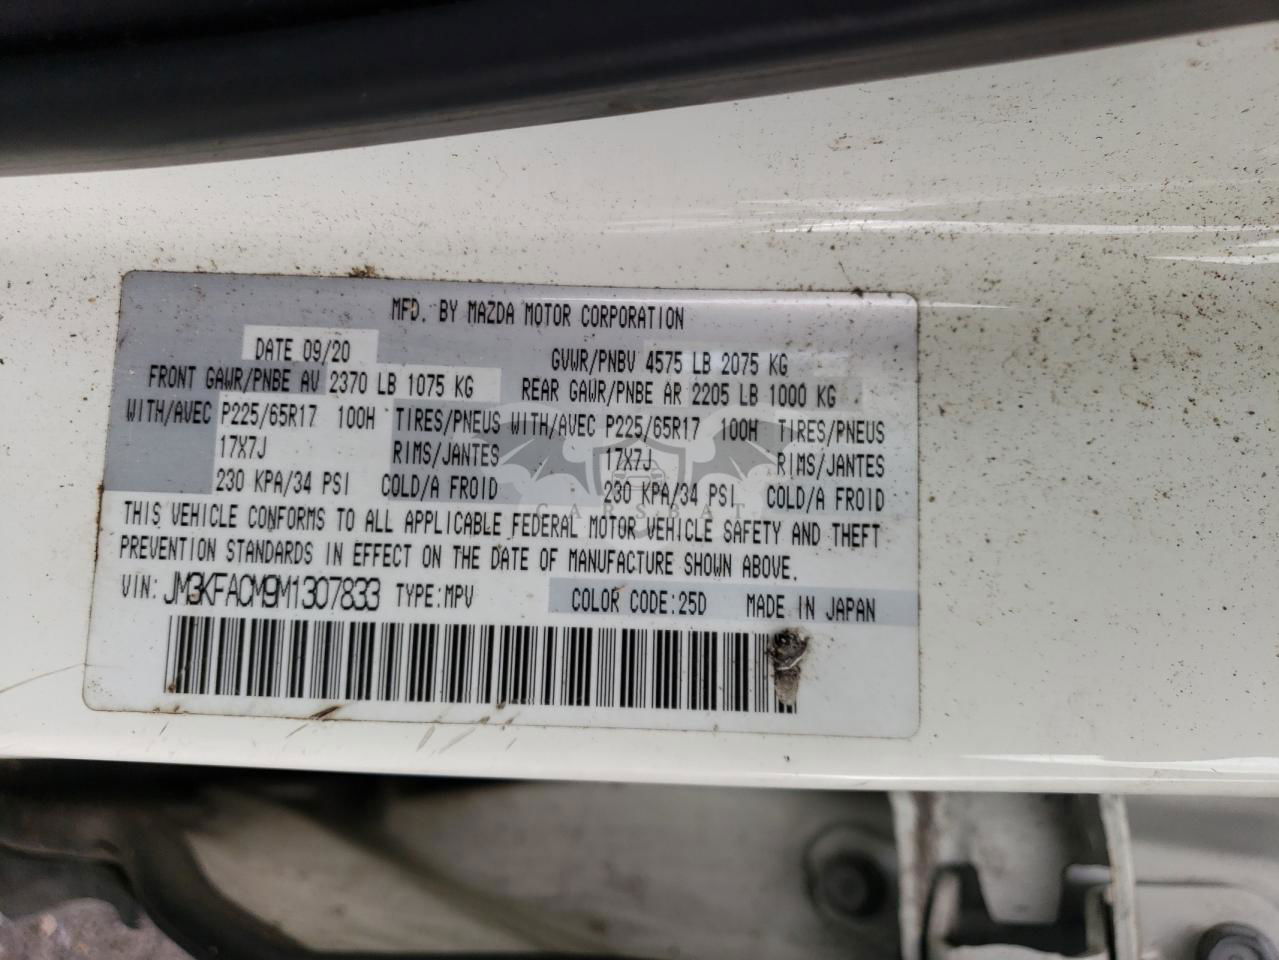 MFD. BY MAZDA MOTOR CORPORATION
DATE 09/20 GVWR/PNBV 4575 LB 2075 KG
FRONT GAWR/PNBE AV 2370 LB 1075 KG REAR GAWR/PNBE AR 2205 LB 1000 KG
WITH/AVEC P225/65R17 100H TIRES/PNEUS WITH/AVEC P225/65R17 100H TIRES/PNEUS
17X7J RIMS/JANTES 17X7J RIMS/JANTES
230 KPA/34 PSI COLD/A FROID 230 KPA/34 PSI COLD/A FROID
CARSBAT
THIS VEHICLE CONFORMS TO ALL APPLICABLE FEDERAL MOTOR VEHICLE SAFETY AND THEFT
PREVENTION STANDARDS IN EFFECT ON THE DATE OF MANUFACTURE SHOWN ABOVE.
VIN: JM3KFACM9M1307833 TYPE:MPV COLOR CODE:25D MADE IN JAPAN